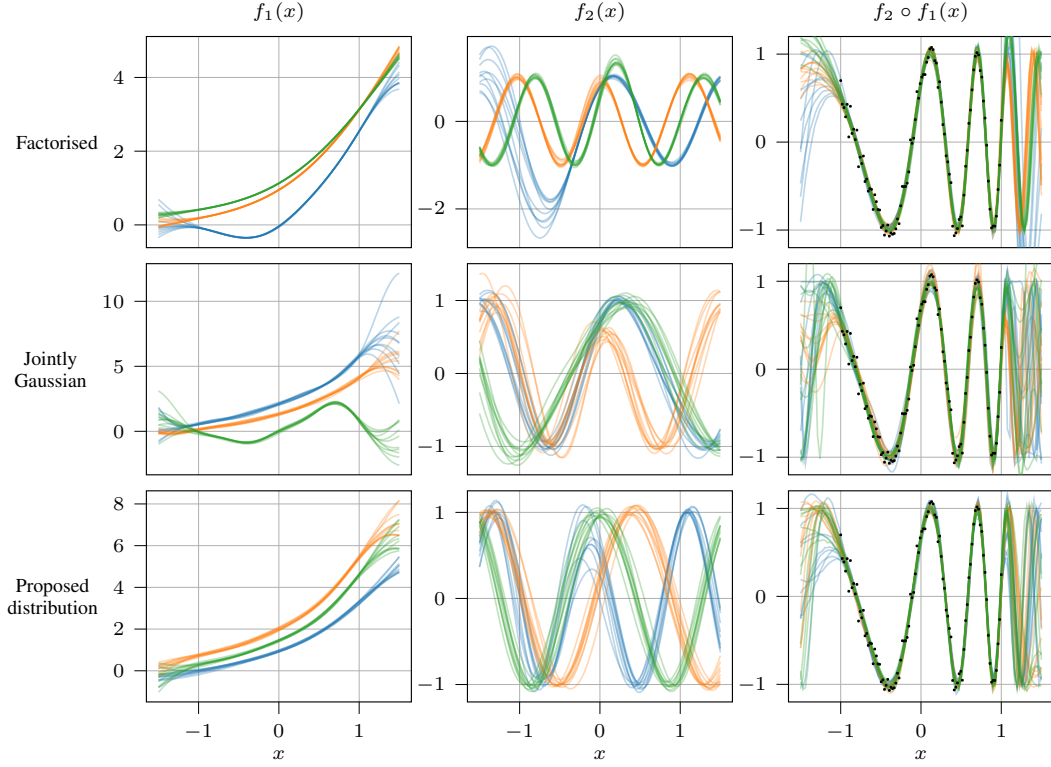 f₁(x)
f₂(x)
f₂ ∘ f₁(x)
Factorised
4
2
0
0
−2
1
0
−1
Jointly
Gaussian
10
5
0
1
0
−1
1
0
−1
Proposed
distribution
8
6
4
2
0
1
0
−1
1
0
−1
−1 0 1
−1 0 1
−1 0 1
x
x
x